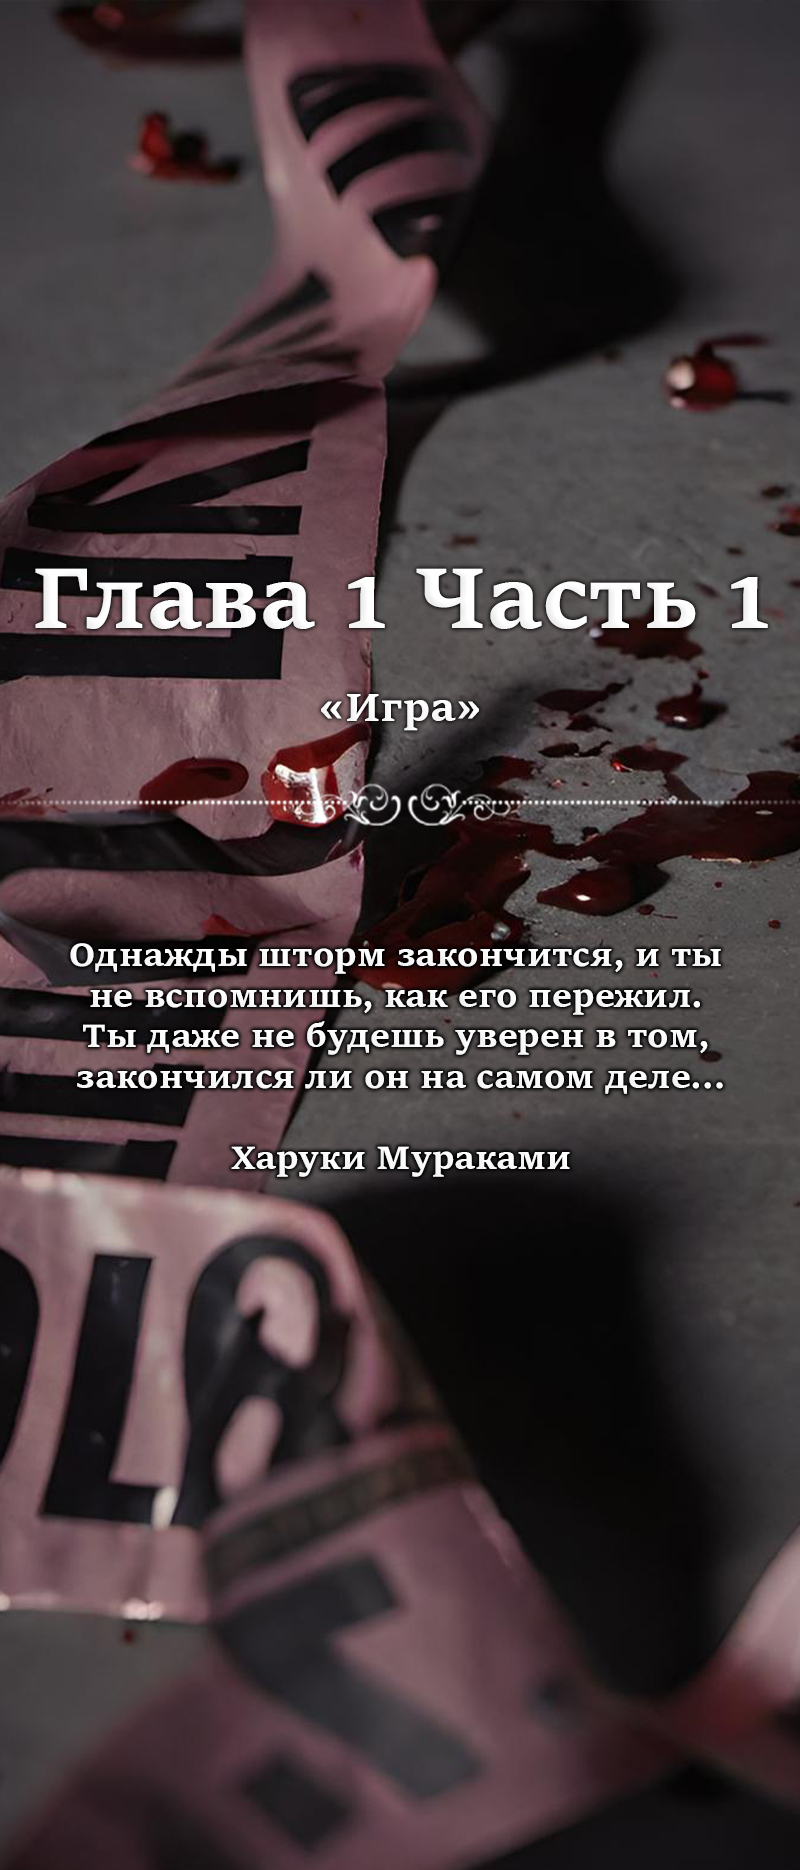 Глава 1 Часть 1
«Игра»
Однажды шторм закончится, и ты
не вспомнишь, как его пережил.
Ты даже не будешь уверен в том,
закончился ли он на самом деле...
Харуки Мураками